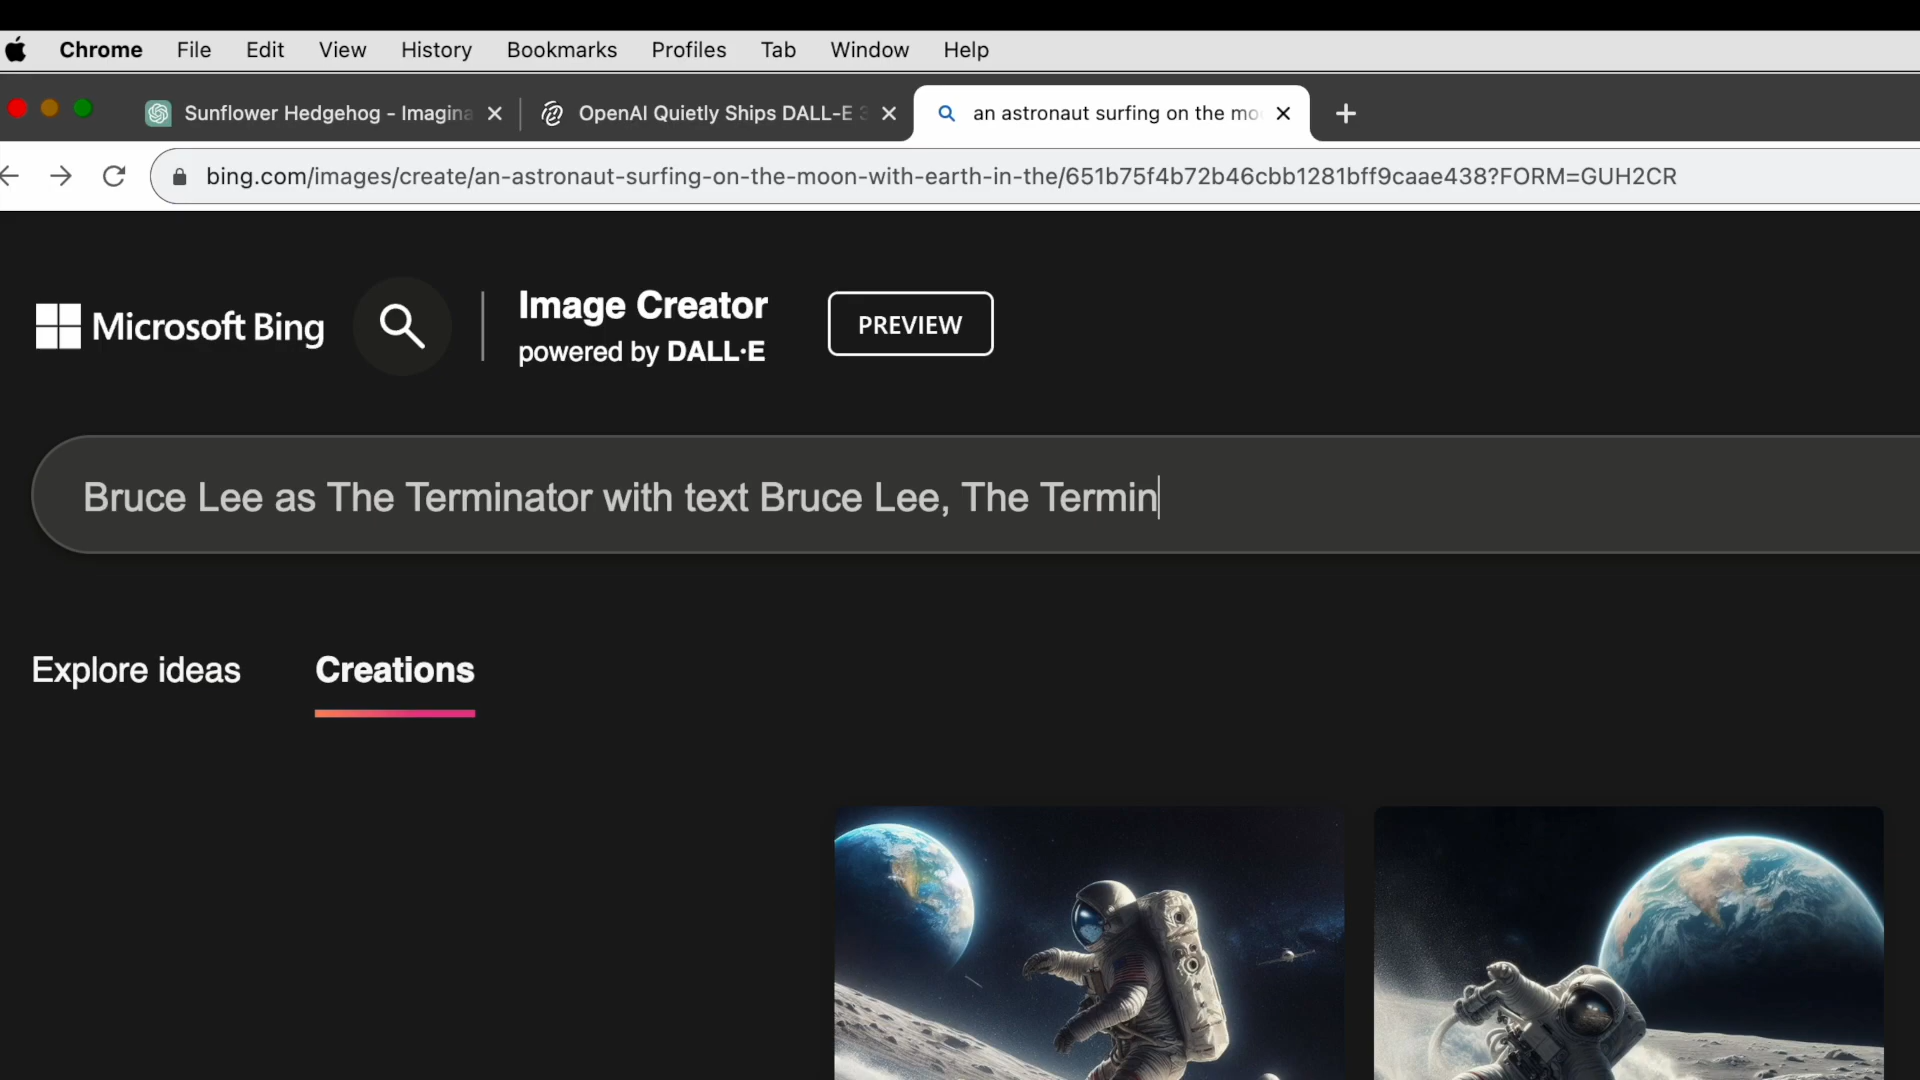 Chrome File Edit View History Bookmarks Profiles Tab Window Help
Sunflower Hedgehog - Imagina
OpenAI Quietly Ships DALL-E 3
an astronaut surfing on the mo
bing.com/images/create/an-astronaut-surfing-on-the-moon-with-earth-in-the/651b75f4b72b46cbb1281bff9caae438?FORM=GUH2CR
Microsoft Bing
Image Creator
powered by DALL·E
PREVIEW
Bruce Lee as The Terminator with text Bruce Lee, The Termin
Explore ideas
Creations